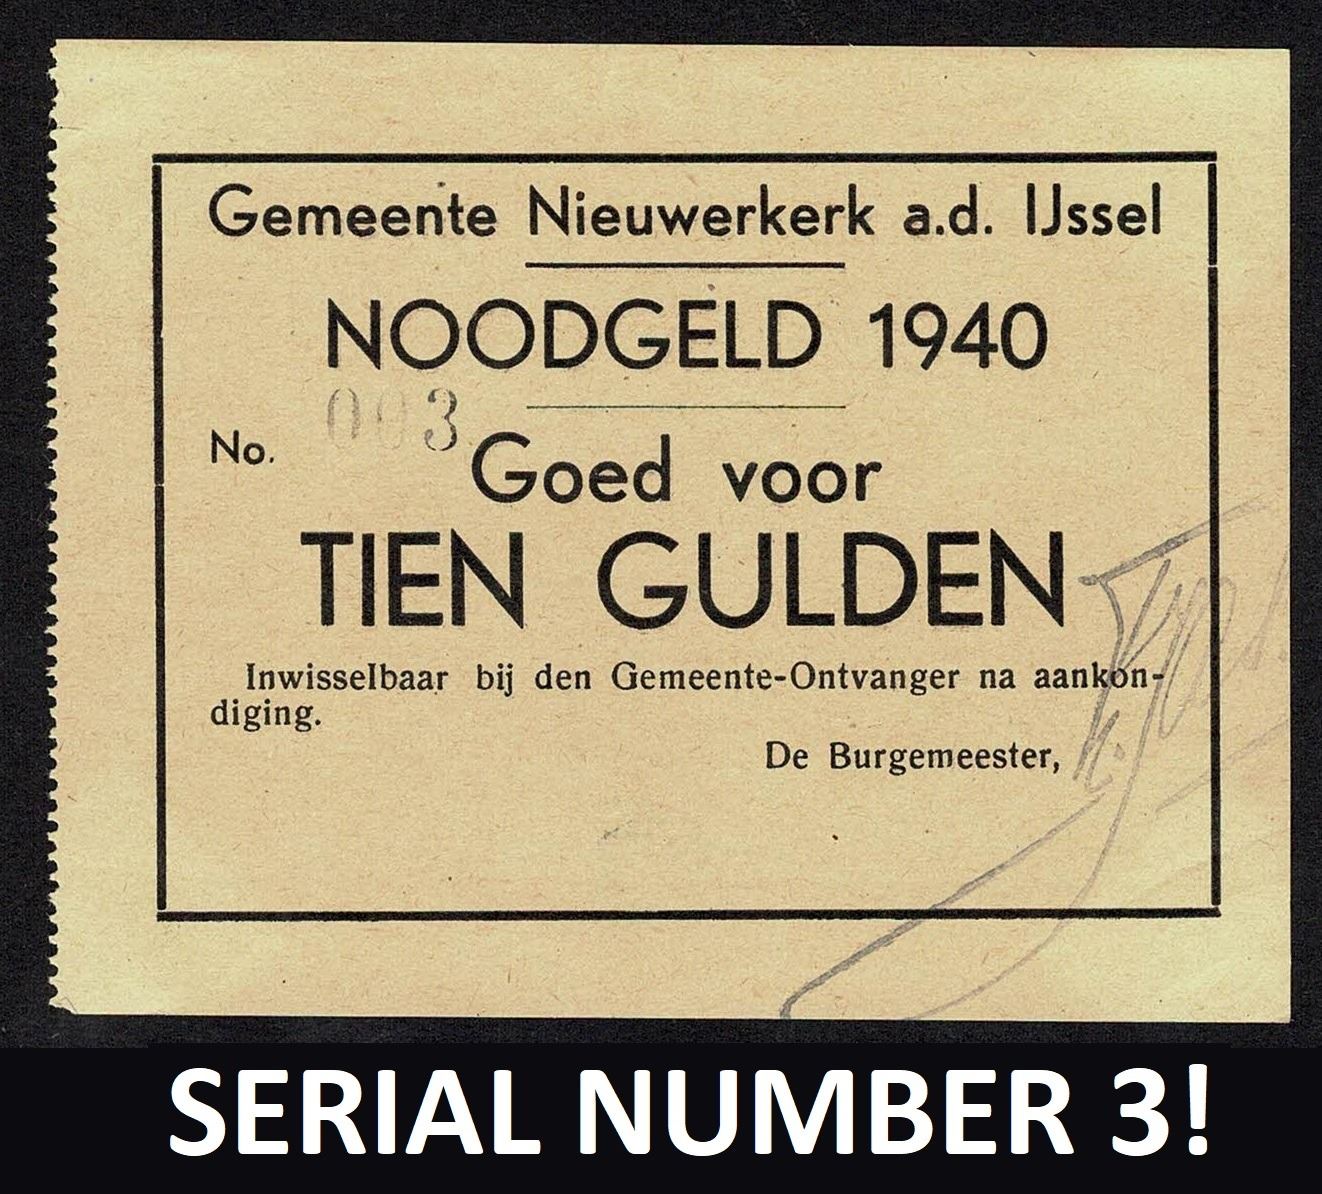 Gemeente Nieuwerkerk a.d. IJssel
NOODGELD 1940
No. 003
Goed voor
TIEN GULDEN
Inwisselbaar bij den Gemeente-Ontvanger na aankon-
diging.
De Burgemeester,
SERIAL NUMBER 3!